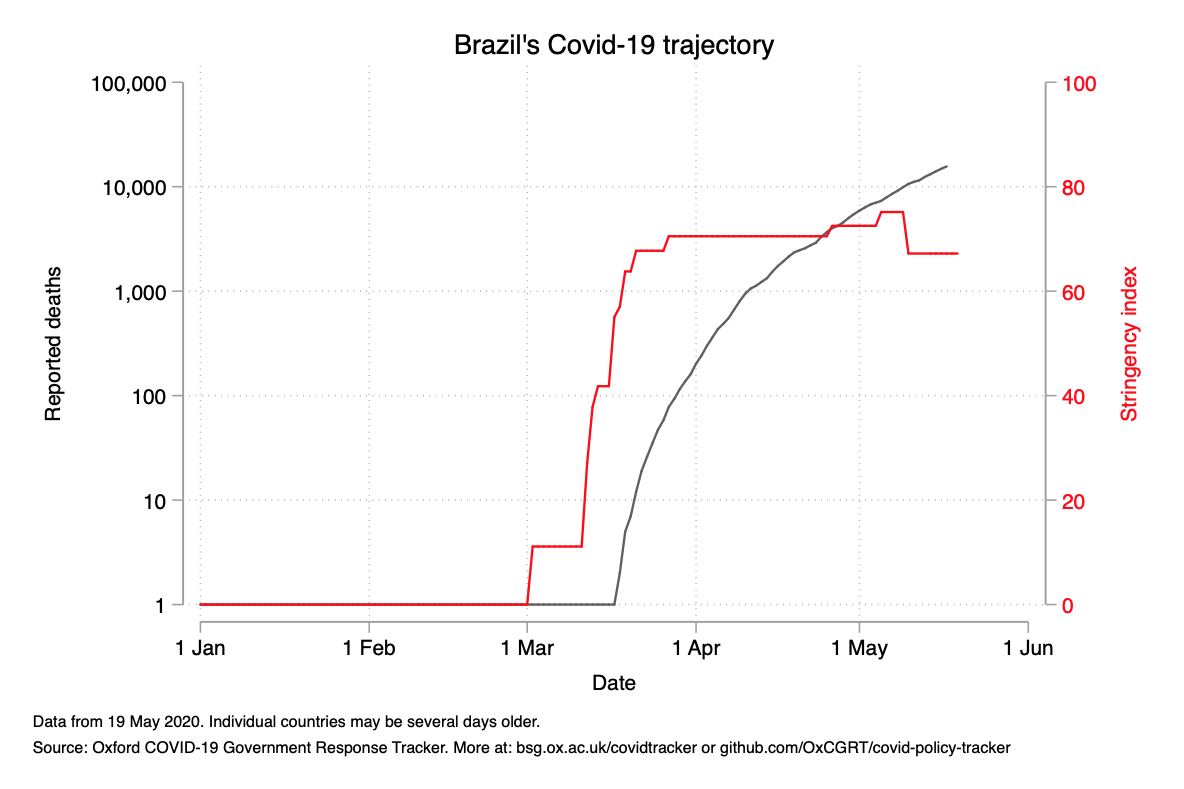 Brazil's Covid-19 trajectory
100,000
10,000
1,000
100
10
1
Reported deaths
100
80
60
40
20
0
Stringency index
1 Jan
1 Feb
1 Mar
1 Apr
1 May
1 Jun
Date
Data from 19 May 2020. Individual countries may be several days older.
Source: Oxford COVID-19 Government Response Tracker. More at: bsg.ox.ac.uk/covidtracker or github.com/OxCGRT/covid-policy-tracker